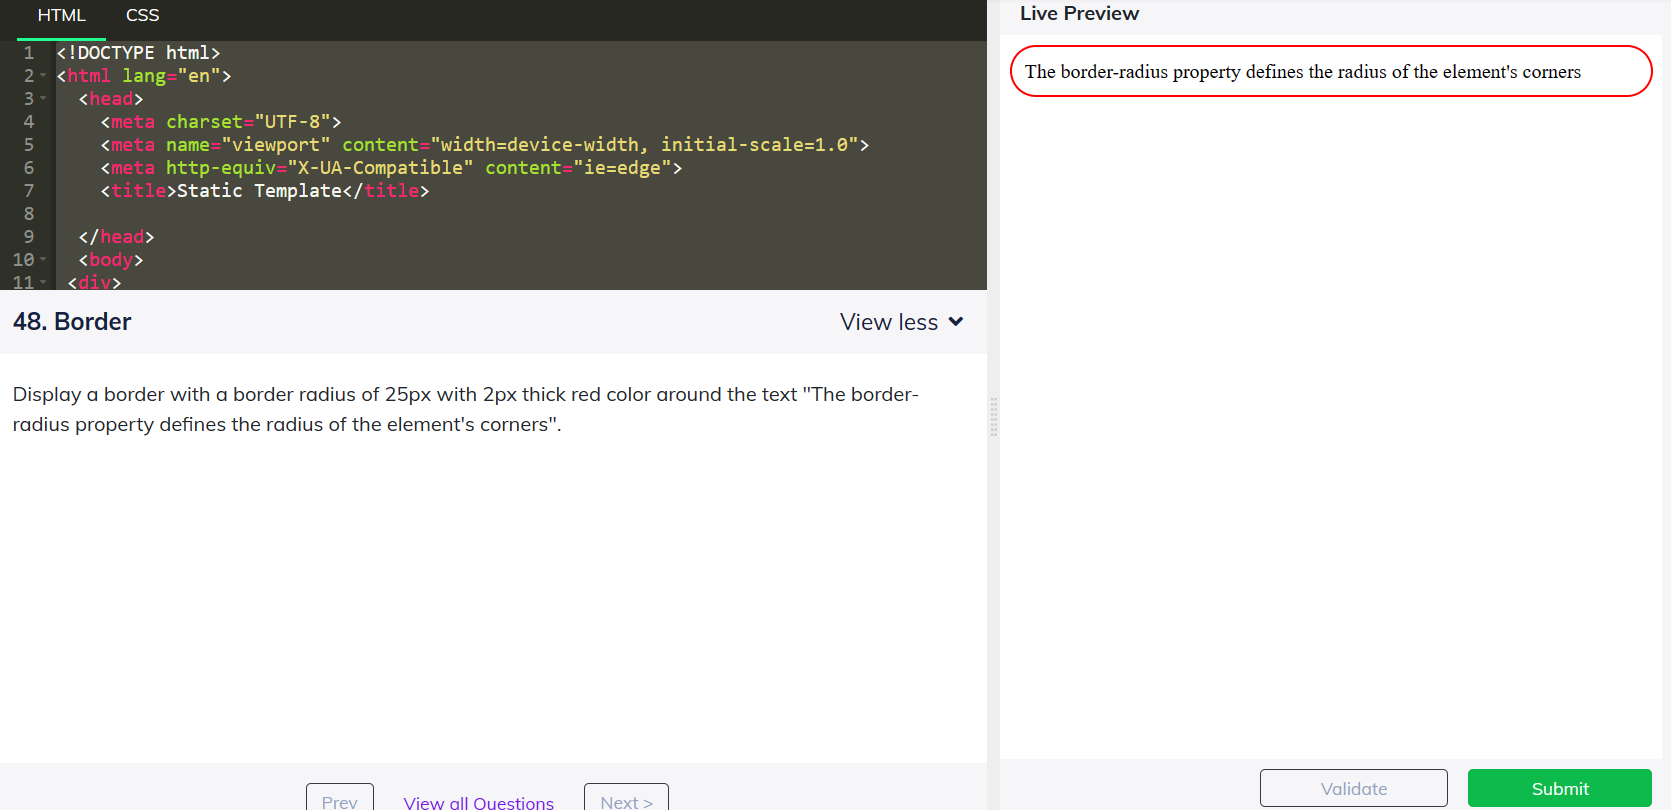 HTML CSS
1 <!DOCTYPE html>
2 <html lang="en">
3 <head>
4 <meta charset="UTF-8">
5 <meta name="viewport" content="width=device-width, initial-scale=1.0">
6 <meta http-equiv="X-UA-Compatible" content="ie=edge">
7 <title>Static Template</title>
8
9 </head>
10 <body>
11 <div>
48. Border
View less
Display a border with a border radius of 25px with 2px thick red color around the text "The border-
radius property defines the radius of the element's corners".
Prev View all Questions Next >
Live Preview
The border-radius property defines the radius of the element's corners
Validate Submit